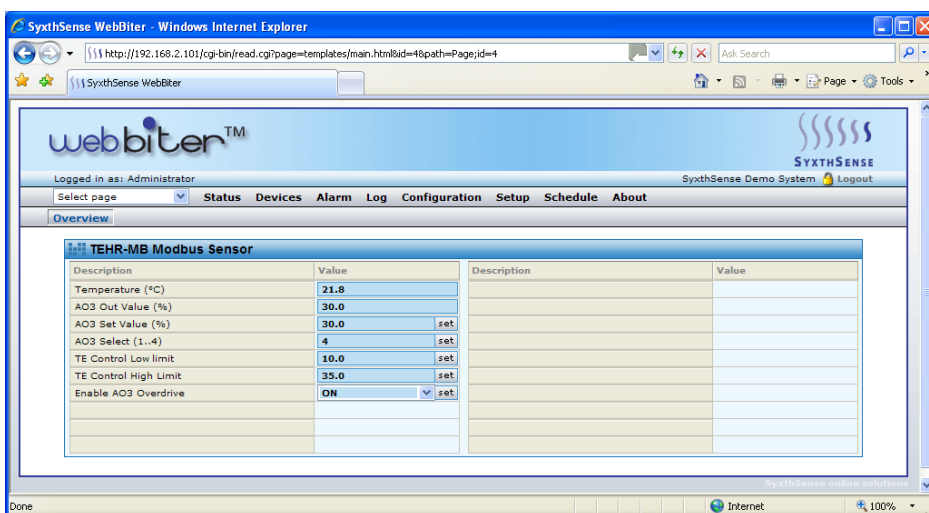 SyxthSense WebBiter - Windows Internet Explorer
http://192.168.2.101/cgi-bin/read.cgi?page=templates/main.html&id=4&path=Page;id=4
Ask Search
SyxthSense WebBiter
Page
Tools
webbiter™
SYXTHSENSE
Logged in as: Administrator
SyxthSense Demo System Logout
Select page Status Devices Alarm Log Configuration Setup Schedule About
Overview
TEHR-MB Modbus Sensor
Description Value Description Value
Temperature (°C) 21.8
AO3 Out Value (%) 30.0
AO3 Set Value (%) 30.0 set
AO3 Select (1..4) 4 set
TE Control Low limit 10.0 set
TE Control High Limit 35.0 set
Enable AO3 Overdrive ON set
SyxthSense online solutions
Done Internet 100%